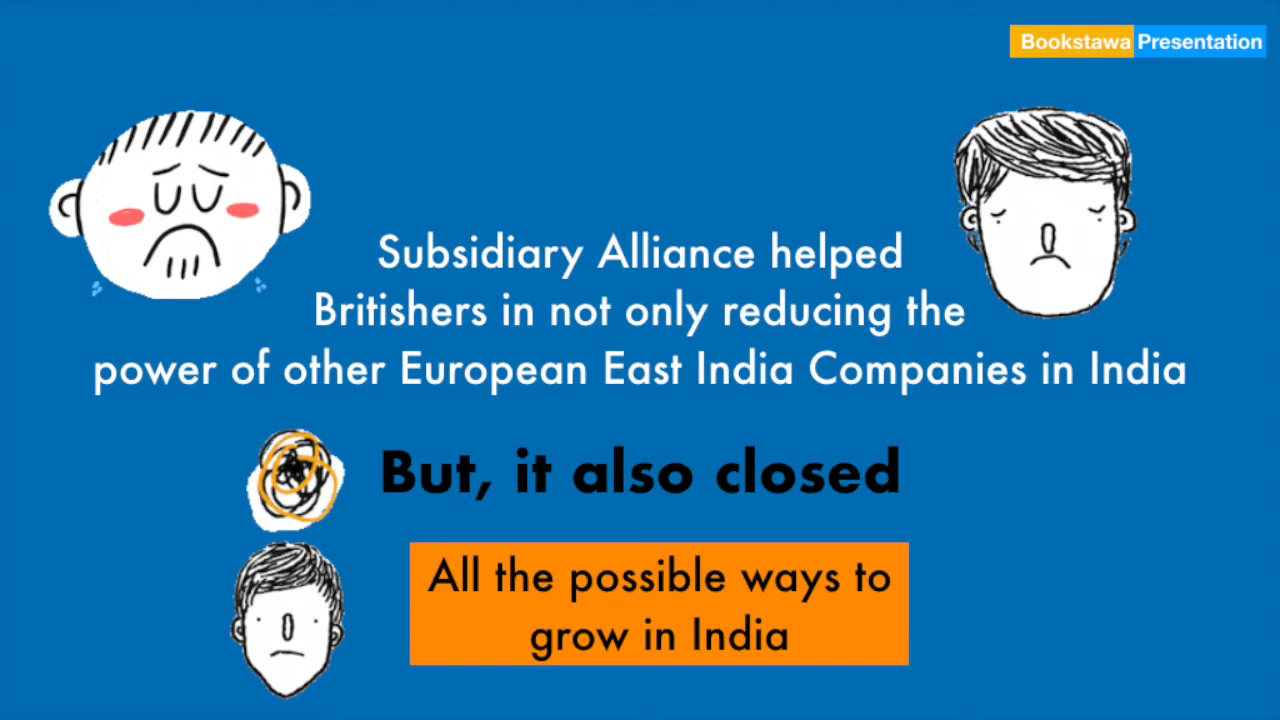 Bookstawa Presentation
Subsidiary Alliance helped
Britishers in not only reducing the
power of other European East India Companies in India
But, it also closed
All the possible ways to
grow in India